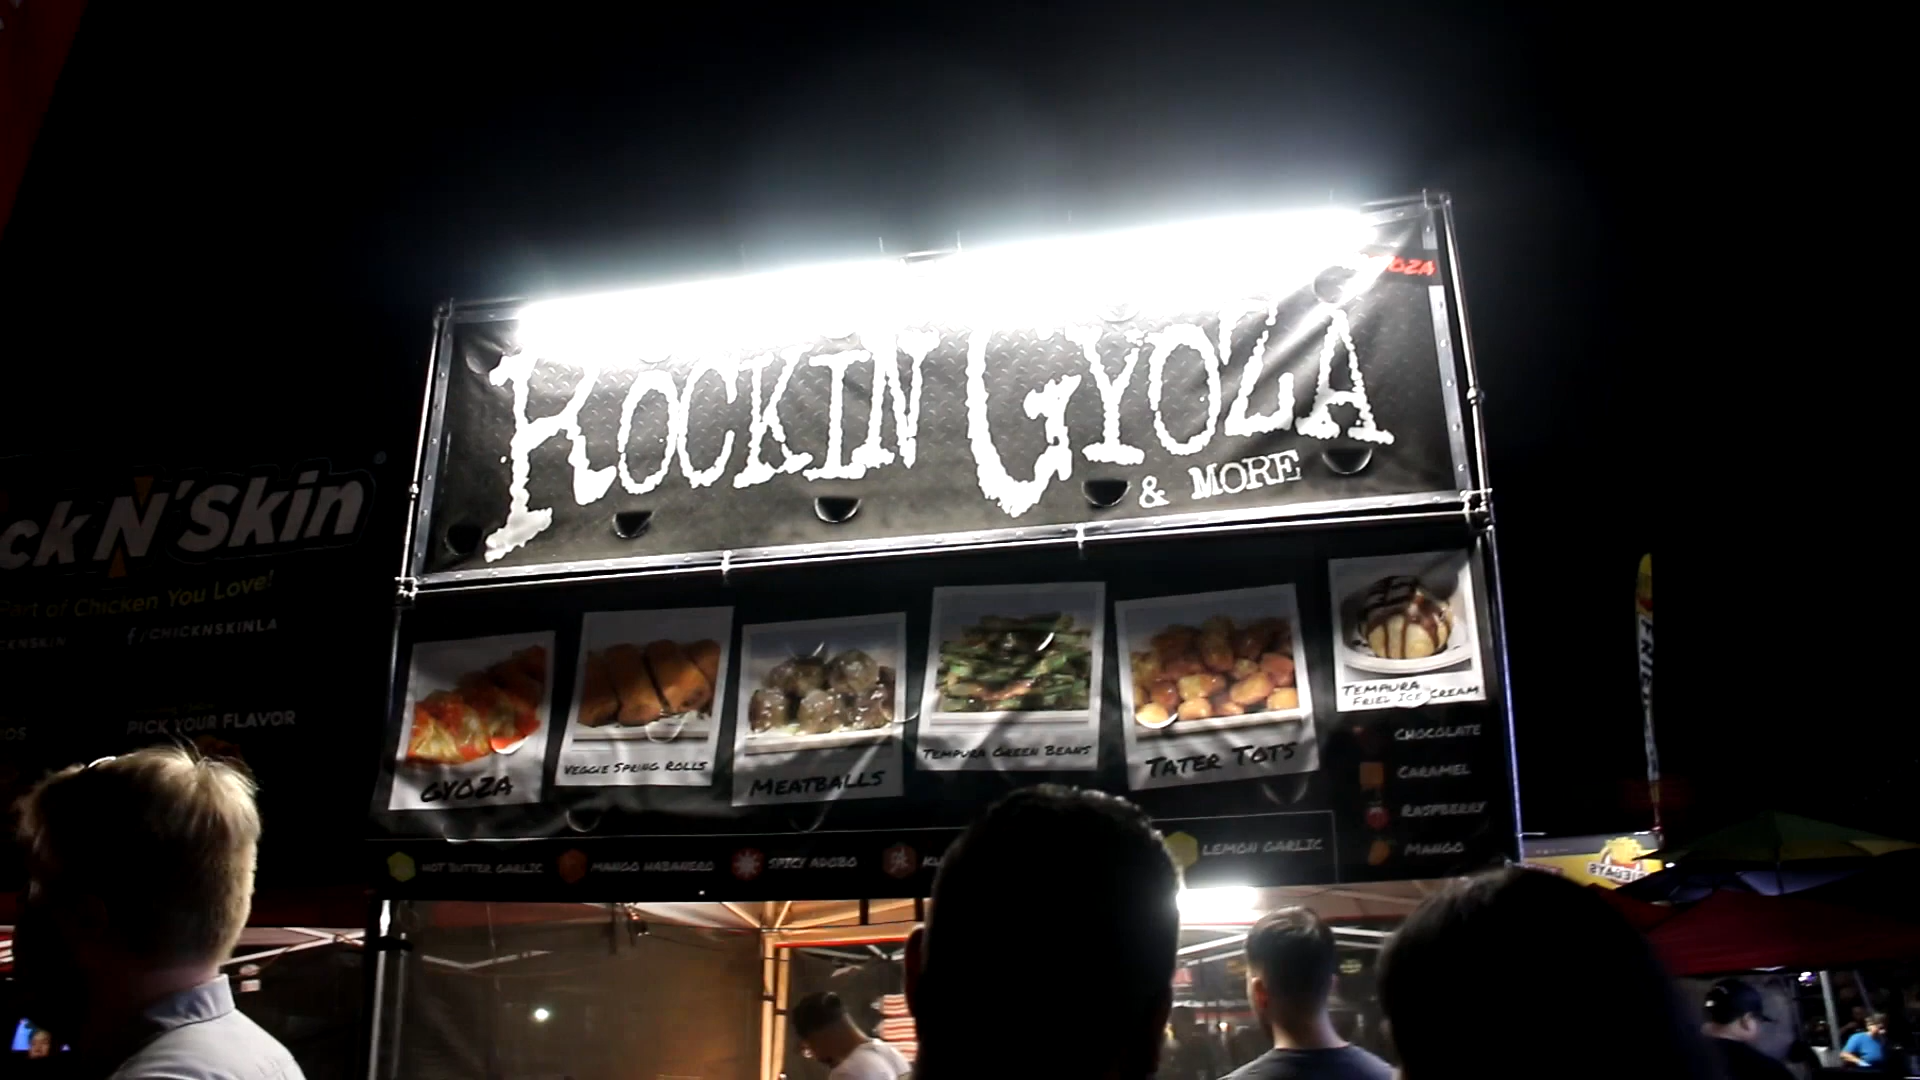 ROCKIN GYOZA
& MORE
ck N'Skin
Part of Chicken You Love!
f/CHICKNSKINLA
PICK YOUR FLAVOR
GYOZA
VEGGIE SPRING ROLLS
MEATBALLS
TEMPURA GREEN BEANS
TATER TOTS
TEMPURA
FRIED ICE CREAM
CHOCOLATE
CARAMEL
RASPBERRY
MANGO
HOT BUTTER GARLIC
MANGO HABANERO
SPICY ADOBO
LEMON GARLIC